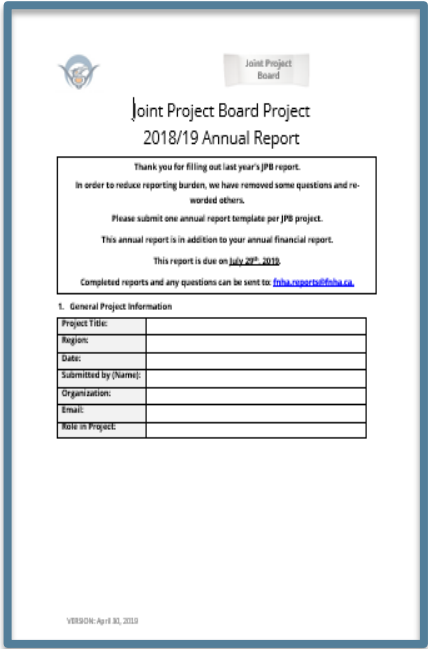 Joint Project
Board
Joint Project Board Project
2018/19 Annual Report
Thank you for filling out last year's JPB report.
In order to reduce reporting burden, we have removed some questions and re-
worded others.
Please submit one annual report template per JPB project.
This annual report is in addition to your annual financial report.
This report is due on July 29th, 2019.
Completed reports and any questions can be sent to: fnha.reports@fnha.ca.
1. General Project Information
Project Title:
Region:
Date:
Submitted by (Name):
Organization:
Email:
Role in Project:
VERSION: April 30, 2019